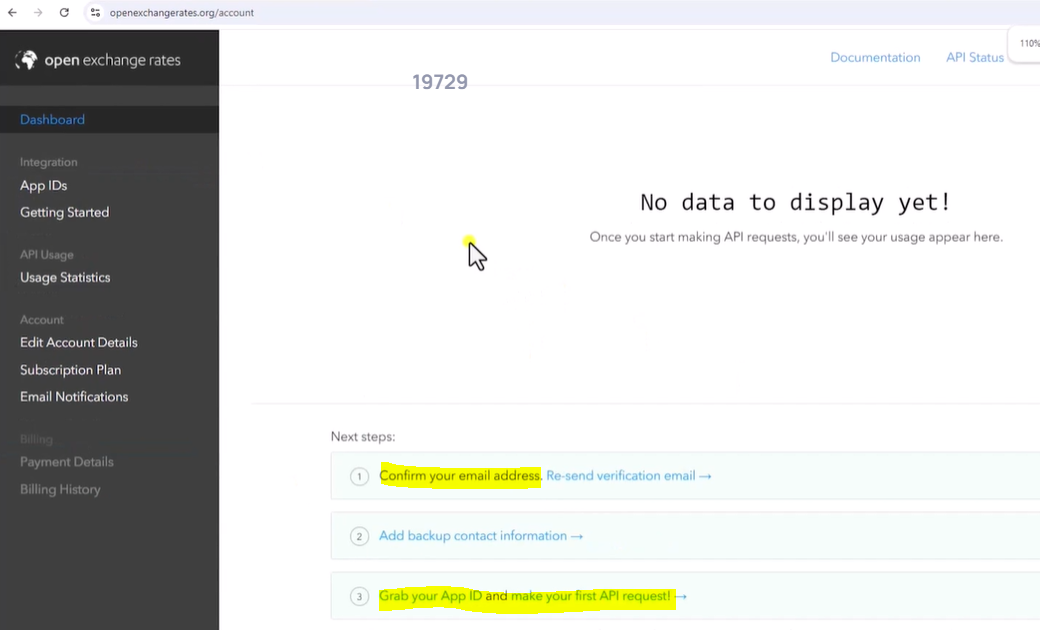 openexchangerates.org/account
open exchange rates
Documentation
API Status
110%
19729
Dashboard
Integration
App IDs
Getting Started
API Usage
Usage Statistics
Account
Edit Account Details
Subscription Plan
Email Notifications
Billing
Payment Details
Billing History
No data to display yet!
Once you start making API requests, you'll see your usage appear here.
Next steps:
1 Confirm your email address. Re-send verification email →
2 Add backup contact information →
3 Grab your App ID and make your first API request! →